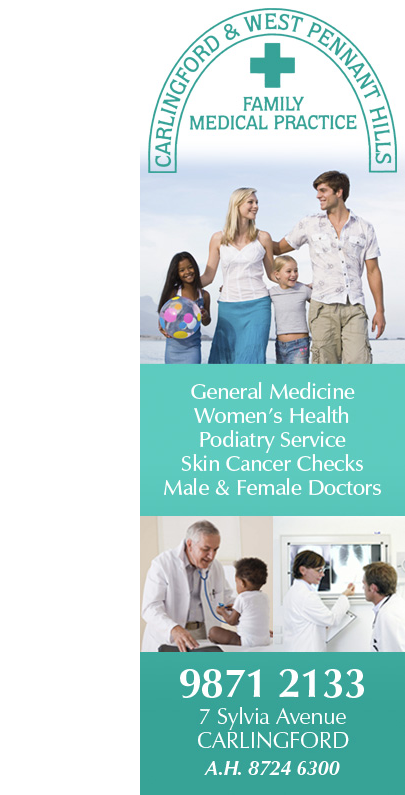 CARLINGFORD & WEST PENNANT HILLS
FAMILY
MEDICAL PRACTICE
General Medicine
Women's Health
Podiatry Service
Skin Cancer Checks
Male & Female Doctors
9871 2133
7 Sylvia Avenue
CARLINGFORD
A.H. 8724 6300